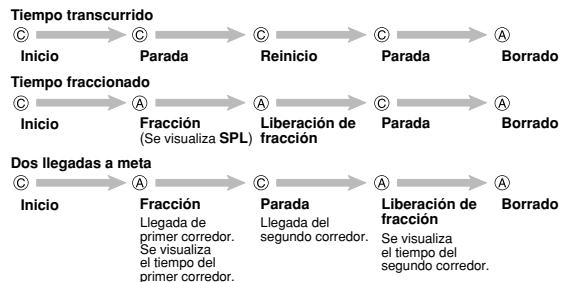 Tiempo transcurrido
Ⓒ Ⓒ Ⓒ Ⓒ Ⓐ
Inicio Parada Reinicio Parada Borrado
Tiempo fraccionado
Ⓒ Ⓐ Ⓐ Ⓒ Ⓐ
Inicio Fracción Liberación de Parada Borrado
(Se visualiza SPL) fracción
Dos llegadas a meta
Ⓒ Ⓐ Ⓒ Ⓐ Ⓐ
Inicio Fracción Parada Liberación de Borrado
fracción
Llegada de
primer corredor.
Se visualiza
el tiempo del
primer corredor.
Llegada del
segundo corredor.
Se visualiza
el tiempo del
segundo corredor.